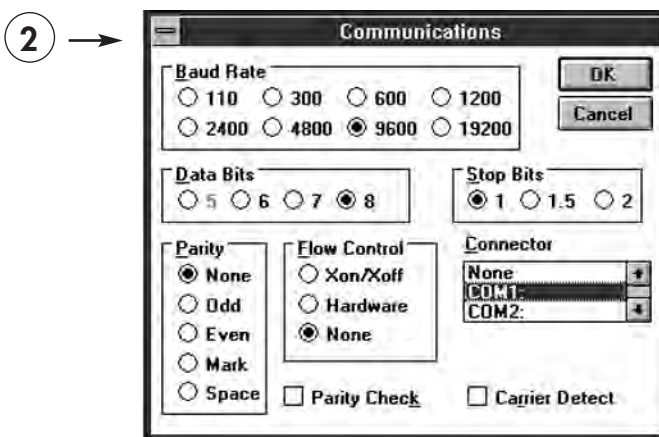 2
Communications
Baud Rate
110 300 600 1200
2400 4800 9600 19200
OK
Cancel
Data Bits
5 6 7 8
Stop Bits
1 1.5 2
Parity
None
Odd
Even
Mark
Space
Flow Control
Xon/Xoff
Hardware
None
Connector
None
COM1:
COM2:
Parity Check
Carrier Detect